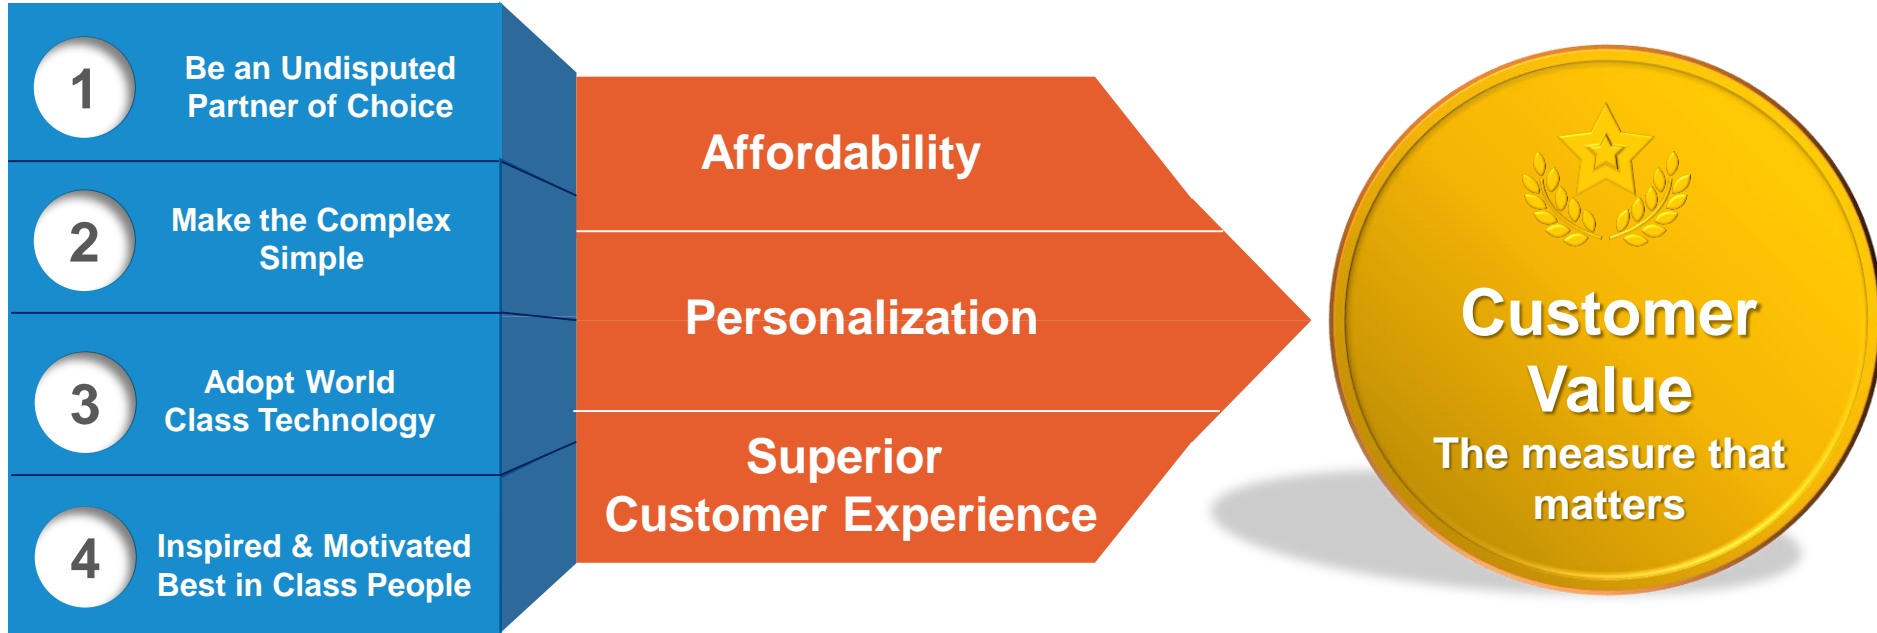 1
Be an Undisputed
Partner of Choice
2
Make the Complex
Simple
3
Adopt World
Class Technology
4
Inspired & Motivated
Best in Class People
Affordability
Personalization
Superior
Customer Experience
Customer
Value
The measure that
matters